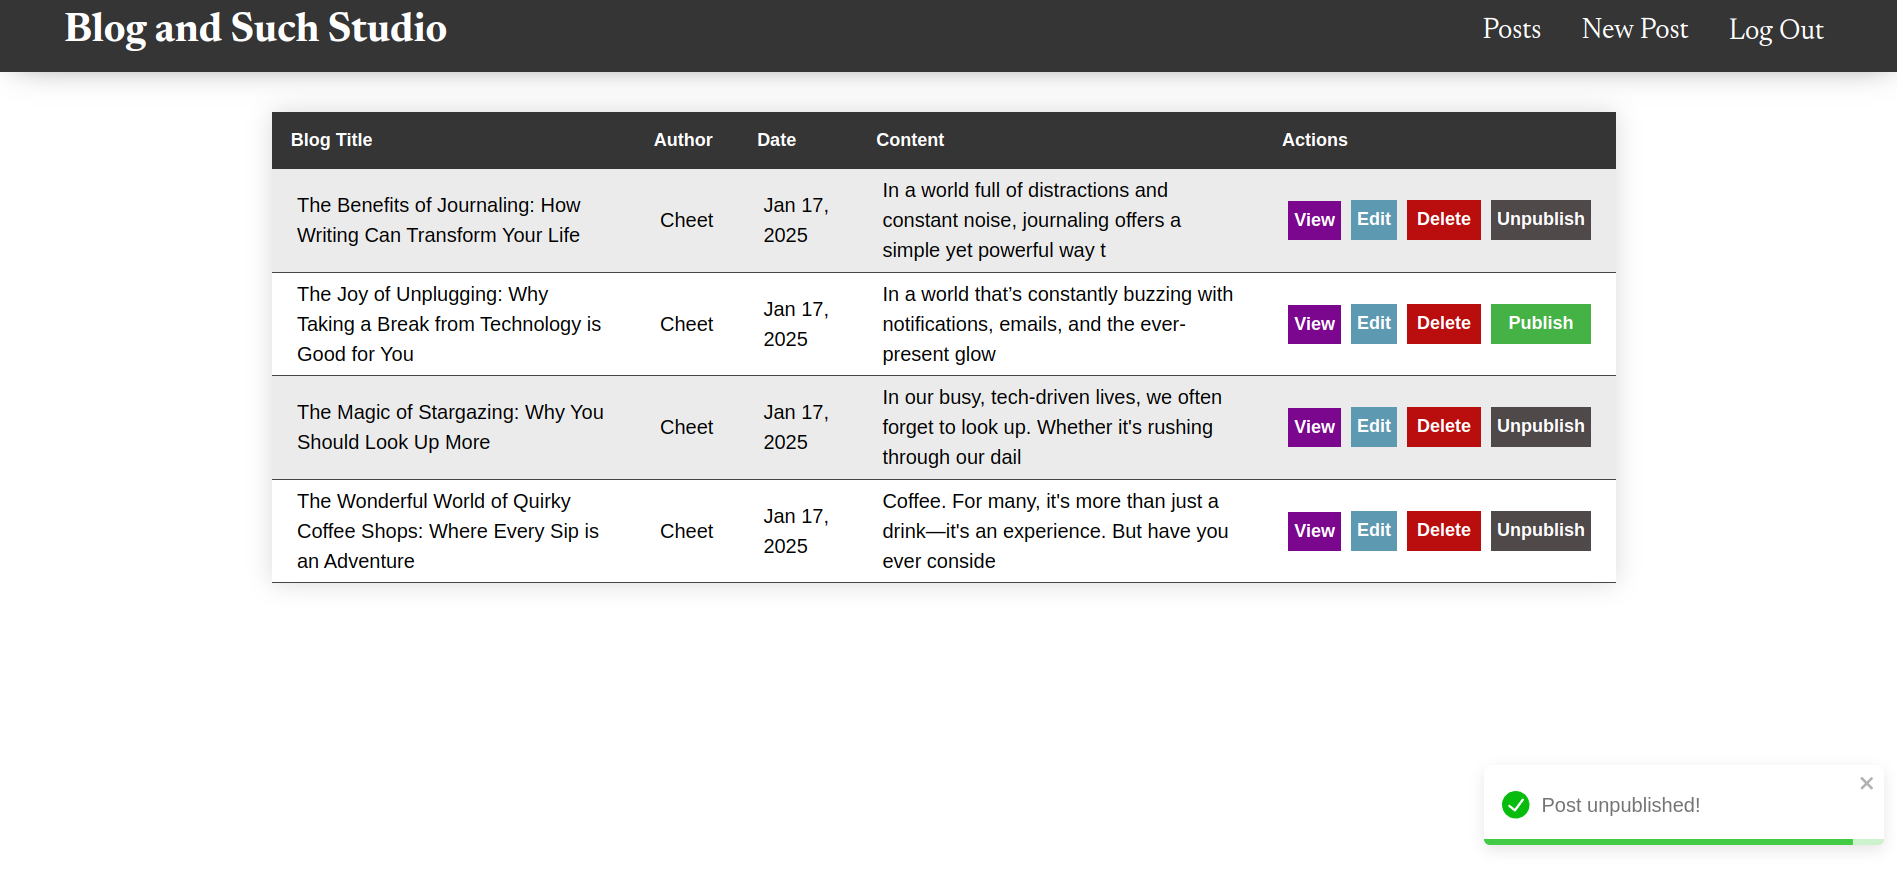 Blog and Such Studio
Posts New Post Log Out
Blog Title Author Date Content Actions
The Benefits of Journaling: How
Writing Can Transform Your Life
Cheet
Jan 17,
2025
In a world full of distractions and
constant noise, journaling offers a
simple yet powerful way t
View Edit Delete Unpublish
The Joy of Unplugging: Why
Taking a Break from Technology is
Good for You
Cheet
Jan 17,
2025
In a world that’s constantly buzzing with
notifications, emails, and the ever-
present glow
View Edit Delete Publish
The Magic of Stargazing: Why You
Should Look Up More
Cheet
Jan 17,
2025
In our busy, tech-driven lives, we often
forget to look up. Whether it's rushing
through our dail
View Edit Delete Unpublish
The Wonderful World of Quirky
Coffee Shops: Where Every Sip is
an Adventure
Cheet
Jan 17,
2025
Coffee. For many, it's more than just a
drink—it's an experience. But have you
ever conside
View Edit Delete Unpublish
Post unpublished!